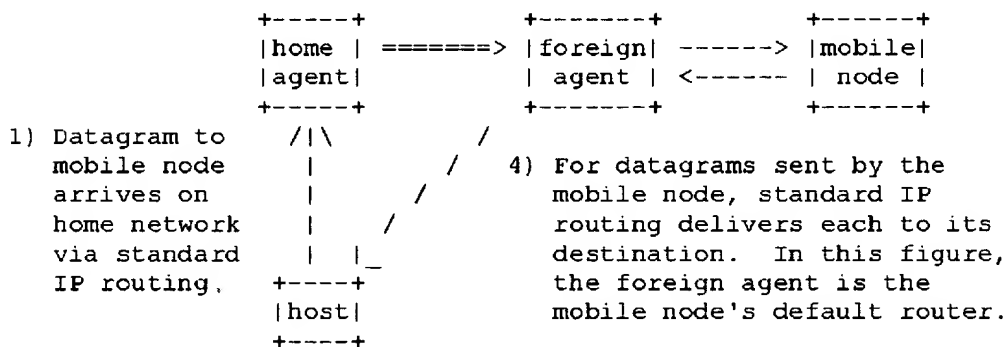 +-----+ +-------+ +------+
|home | =======> |foreign| ------> |mobile|
|agent| | agent | <------ | node |
+-----+ +-------+ +------+
1) Datagram to /|\ /
mobile node | / 4) For datagrams sent by the
arrives on | / mobile node, standard IP
home network | / routing delivers each to its
via standard | |_ destination. In this figure,
IP routing. +----+ the foreign agent is the
|host| mobile node's default router.
+----+